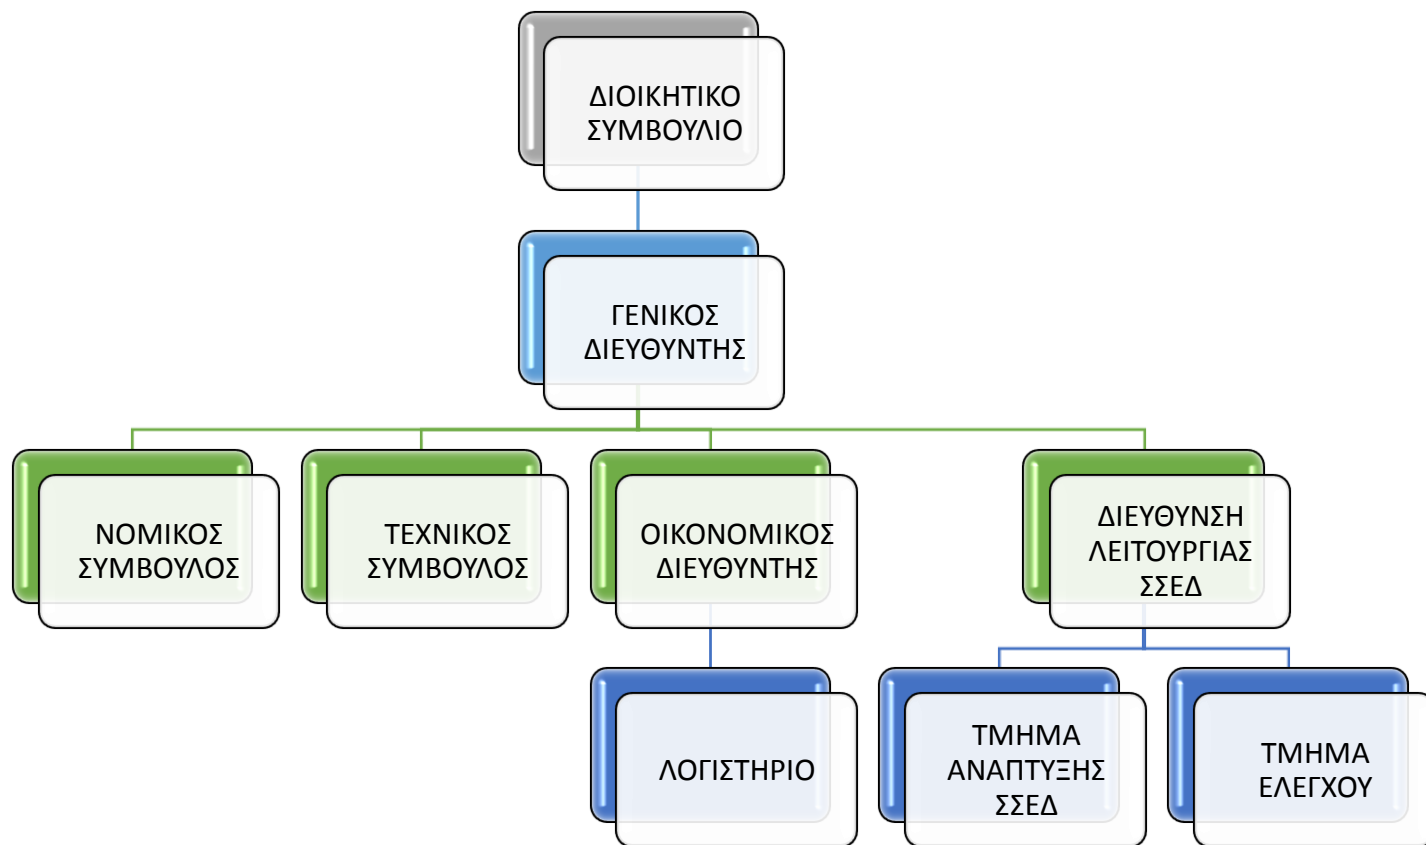 ΔΙΟΙΚΗΤΙΚΟ
ΣΥΜΒΟΥΛΙΟ
ΓΕΝΙΚΟΣ
ΔΙΕΥΘΥΝΤΗΣ
ΝΟΜΙΚΟΣ
ΣΥΜΒΟΥΛΟΣ
ΤΕΧΝΙΚΟΣ
ΣΥΜΒΟΥΛΟΣ
ΟΙΚΟΝΟΜΙΚΟΣ
ΔΙΕΥΘΥΝΤΗΣ
ΔΙΕΥΘΥΝΣΗ
ΛΕΙΤΟΥΡΓΙΑΣ
ΣΣΕΔ
ΛΟΓΙΣΤΗΡΙΟ
ΤΜΗΜΑ
ΑΝΑΠΤΥΞΗΣ
ΣΣΕΔ
ΤΜΗΜΑ
ΕΛΕΓΧΟΥ